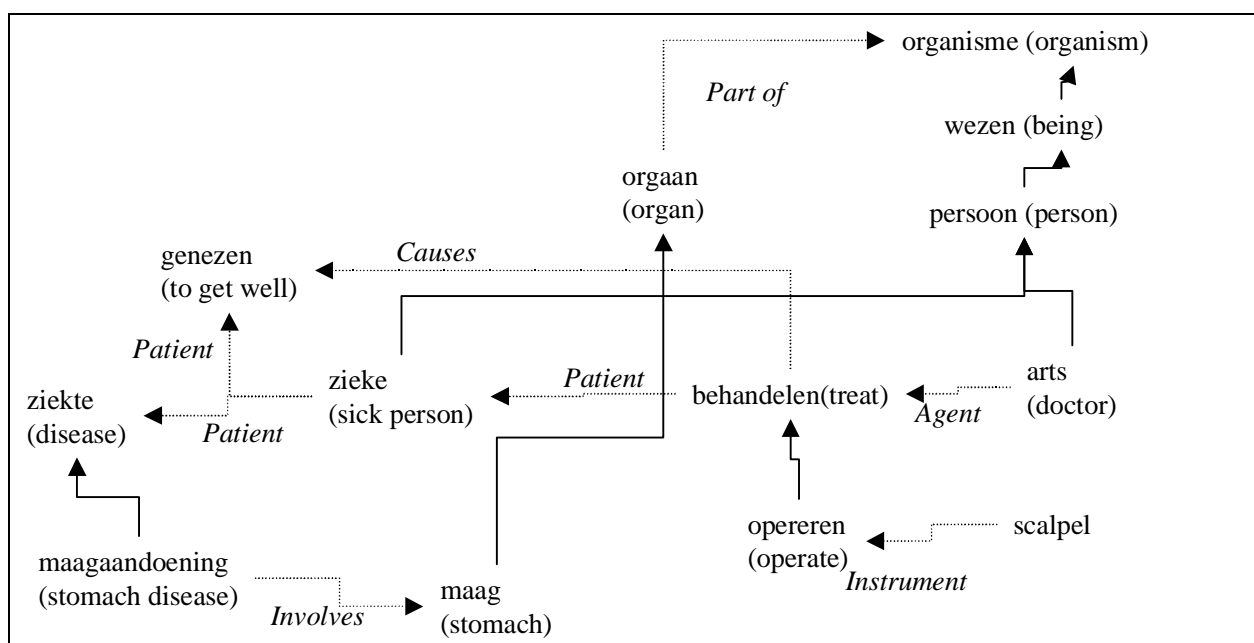 organisme (organism)
Part of
wezen (being)
orgaan
(organ)
persoon (person)
genezen
(to get well)
Causes
Patient
ziekte
(disease)
Patient
zieke
(sick person)
Patient
behandelen(treat)
Agent
arts
(doctor)
maagaandoening
(stomach disease)
Involves
maag
(stomach)
opereren
(operate)
Instrument
scalpel